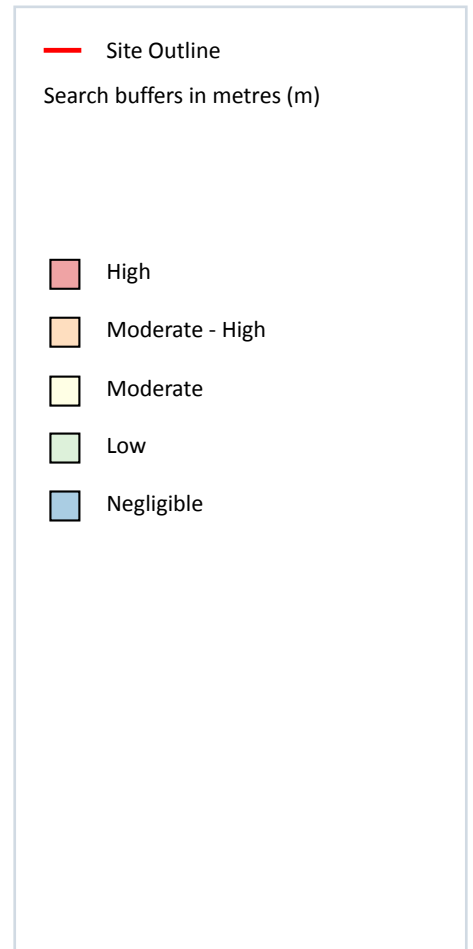 Site Outline
Search buffers in metres (m)
High
Moderate - High
Moderate
Low
Negligible